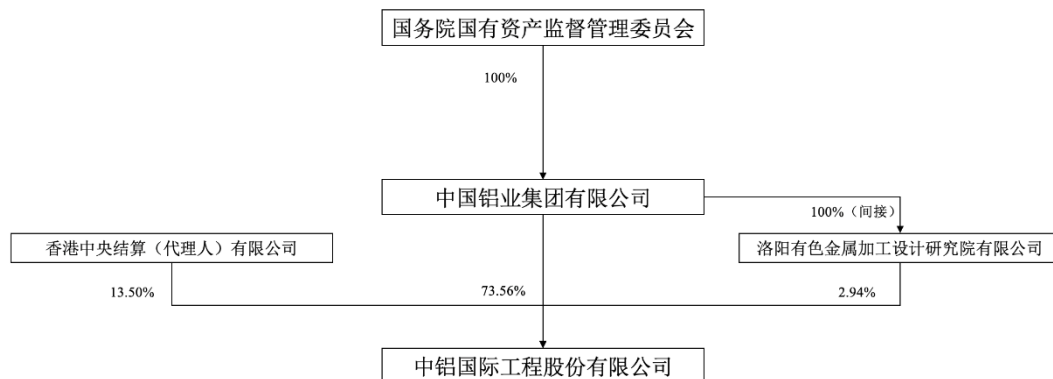 国务院国有资产监督管理委员会
100%
中国铝业集团有限公司
100%（间接）
香港中央结算（代理人）有限公司
洛阳有色金属加工设计研究院有限公司
13.50%
73.56%
2.94%
中铝国际工程股份有限公司